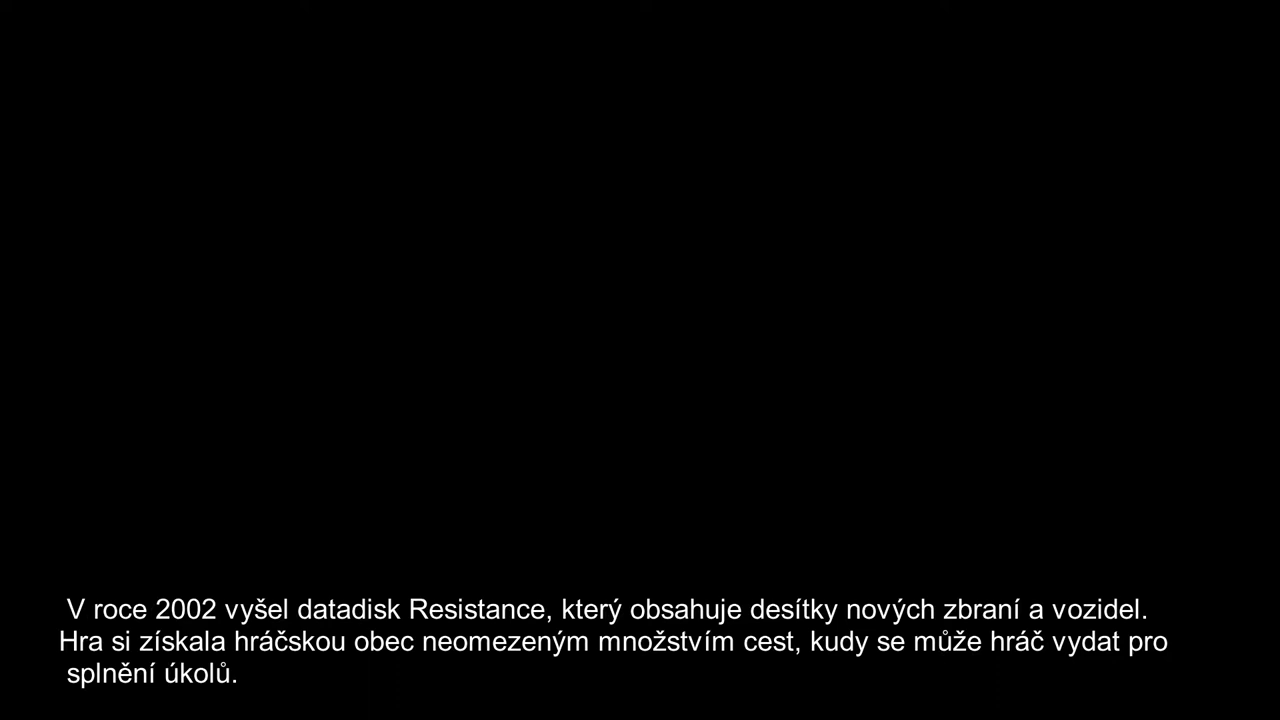 V roce 2002 vyšel datadisk Resistance, který obsahuje desítky nových zbraní a vozidel.
Hra si získala hráčskou obec neomezeným množstvím cest, kudy se může hráč vydat pro
splnění úkolů.